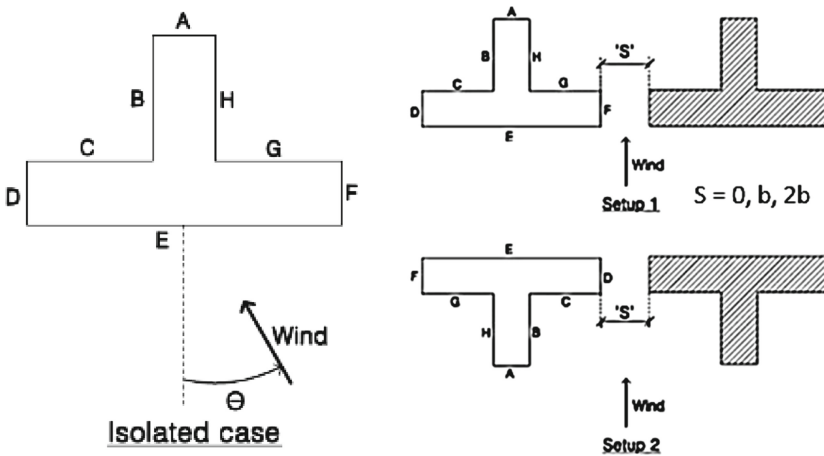 A
B
H
C
G
D
F
E
Wind
Θ
Isolated case
A
B
H
'S'
C
G
D
F
E
Wind
Setup 1
S = 0, b, 2b
E
F
D
G
C
'S'
H
B
A
Wind
Setup 2